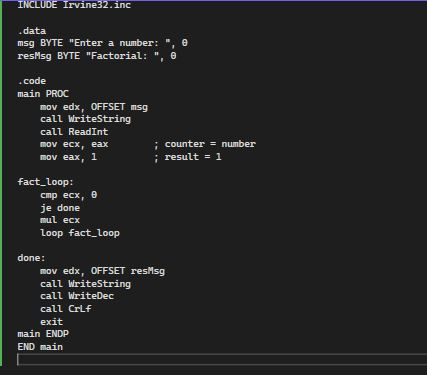 INCLUDE Irvine32.inc
.data
msg BYTE "Enter a number: ", 0
resMsg BYTE "Factorial: ", 0
.code
main PROC
    mov edx, OFFSET msg
    call WriteString
    call ReadInt
    mov ecx, eax        ; counter = number
    mov eax, 1          ; result = 1
fact_loop:
    cmp ecx, 0
    je done
    mul ecx
    loop fact_loop
done:
    mov edx, OFFSET resMsg
    call WriteString
    call WriteDec
    call CrLf
    exit
main ENDP
END main